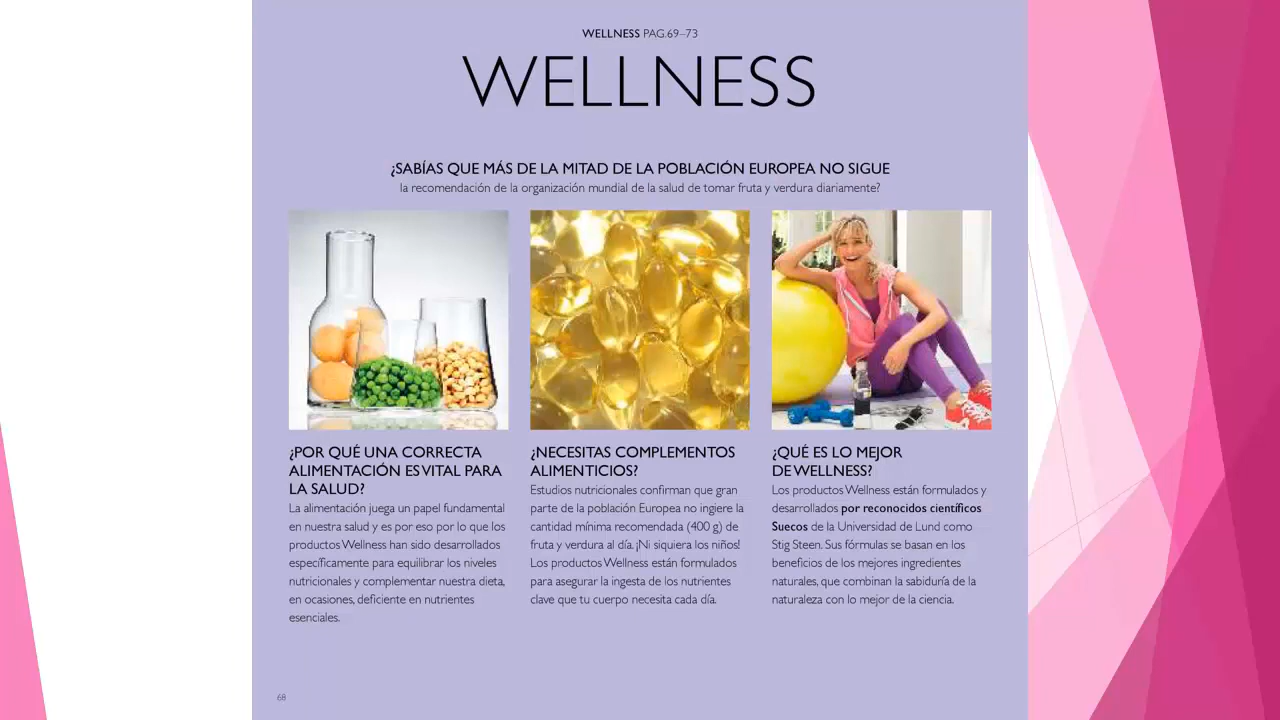 WELLNESS PAG.69–73
WELLNESS
¿SABÍAS QUE MÁS DE LA MITAD DE LA POBLACIÓN EUROPEA NO SIGUE
la recomendación de la organización mundial de la salud de tomar fruta y verdura diariamente?
¿POR QUÉ UNA CORRECTA
ALIMENTACIÓN ES VITAL PARA
LA SALUD?
La alimentación juega un papel fundamental
en nuestra salud y es por eso por lo que los
productos Wellness han sido desarrollados
específicamente para equilibrar los niveles
nutricionales y complementar nuestra dieta,
en ocasiones, deficiente en nutrientes
esenciales.
¿NECESITAS COMPLEMENTOS
ALIMENTICIOS?
Estudios nutricionales confirman que gran
parte de la población Europea no ingiere la
cantidad mínima recomendada (400 g) de
fruta y verdura al día. ¡Ni siquiera los niños!
Los productos Wellness están formulados
para asegurar la ingesta de los nutrientes
clave que tu cuerpo necesita cada día.
¿QUÉ ES LO MEJOR
DE WELLNESS?
Los productos Wellness están formulados y
desarrollados por reconocidos científicos
Suecos de la Universidad de Lund como
Stig Steen. Sus fórmulas se basan en los
beneficios de los mejores ingredientes
naturales, que combinan la sabiduría de la
naturaleza con lo mejor de la ciencia.
68